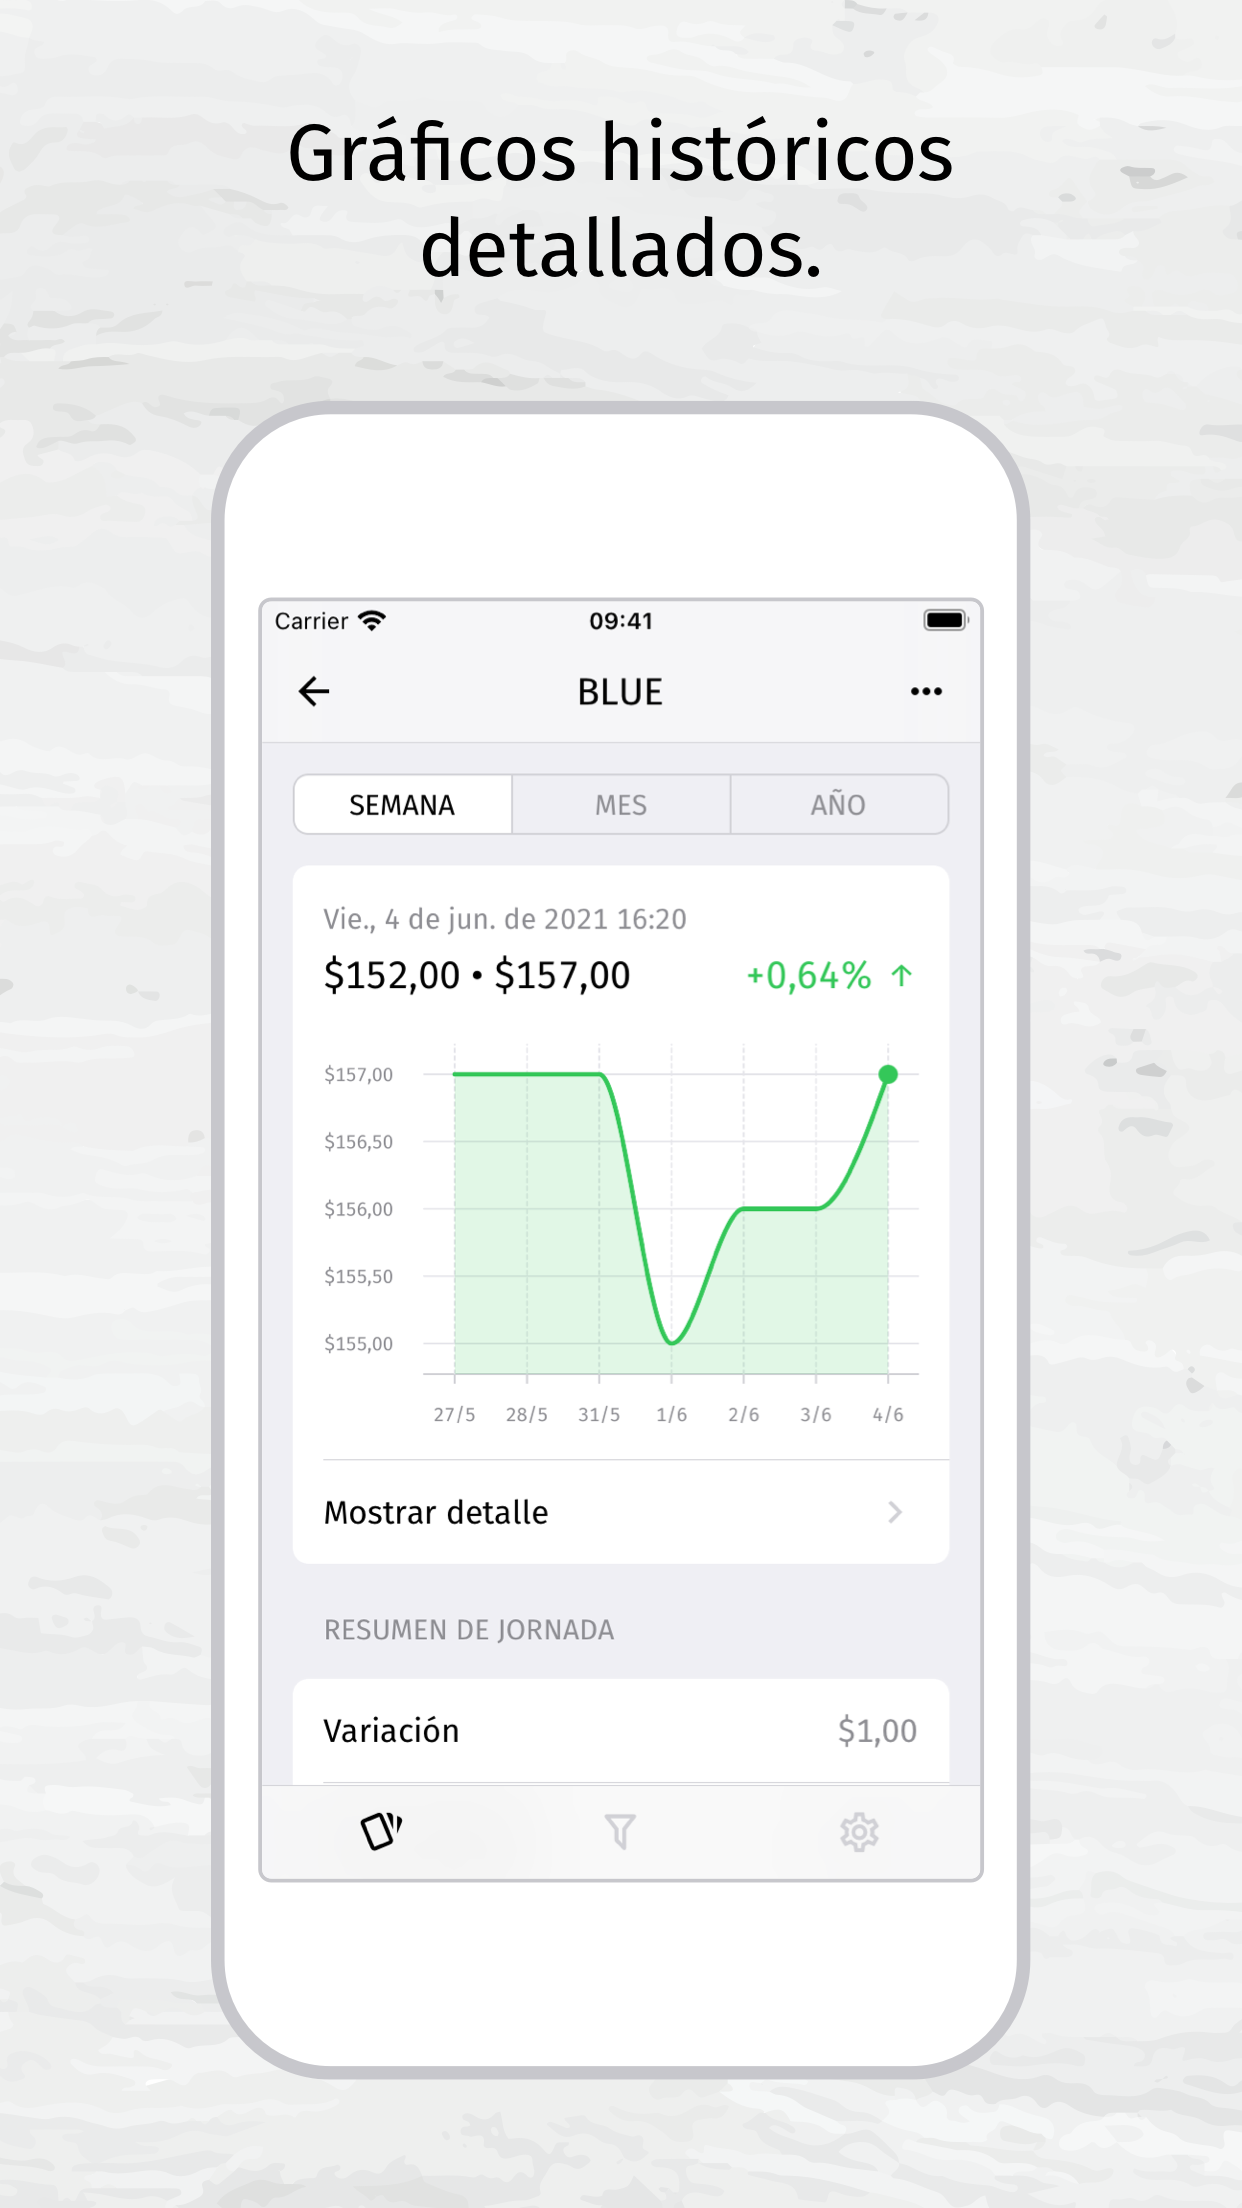 Gráficos históricos
detallados.
Carrier 09:41
BLUE
SEMANA MES AÑO
Vie., 4 de jun. de 2021 16:20
$152,00 • $157,00 +0,64% ↑
$157,00
$156,50
$156,00
$155,50
$155,00
27/5 28/5 31/5 1/6 2/6 3/6 4/6
Mostrar detalle
RESUMEN DE JORNADA
Variación $1,00